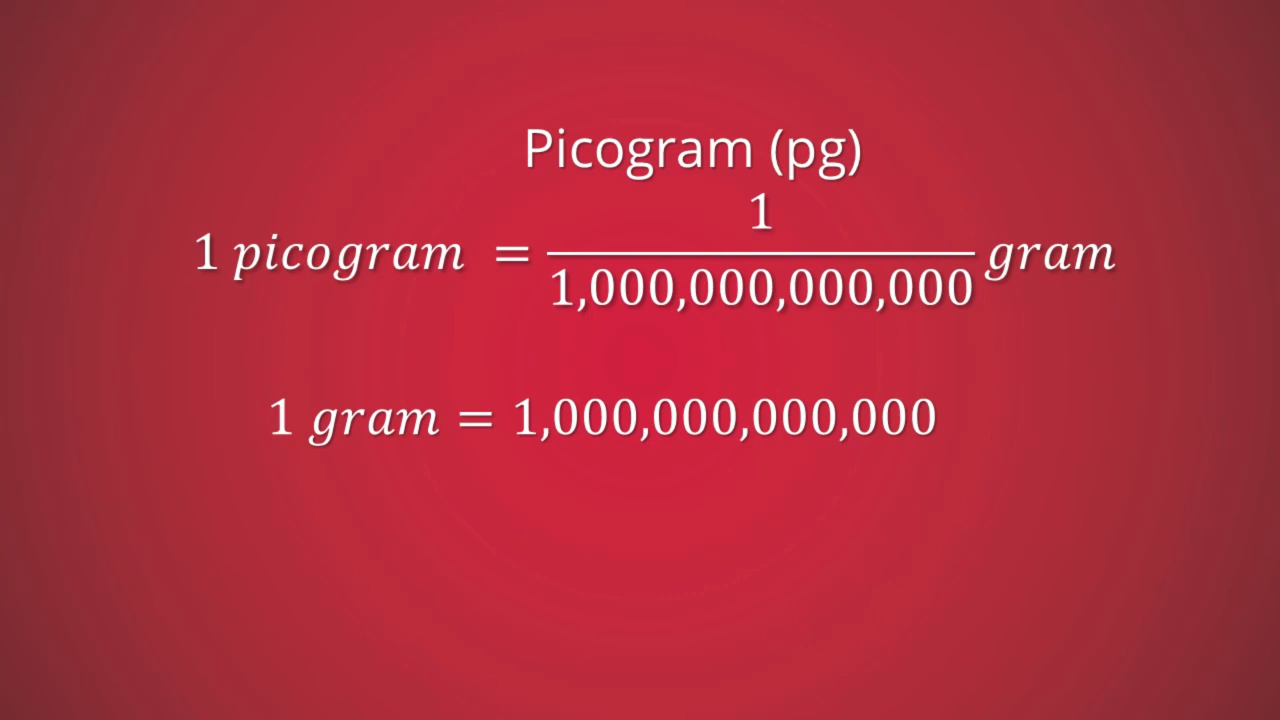 Picogram (pg)
1 picogram = 1/1,000,000,000,000 gram
1 gram = 1,000,000,000,000